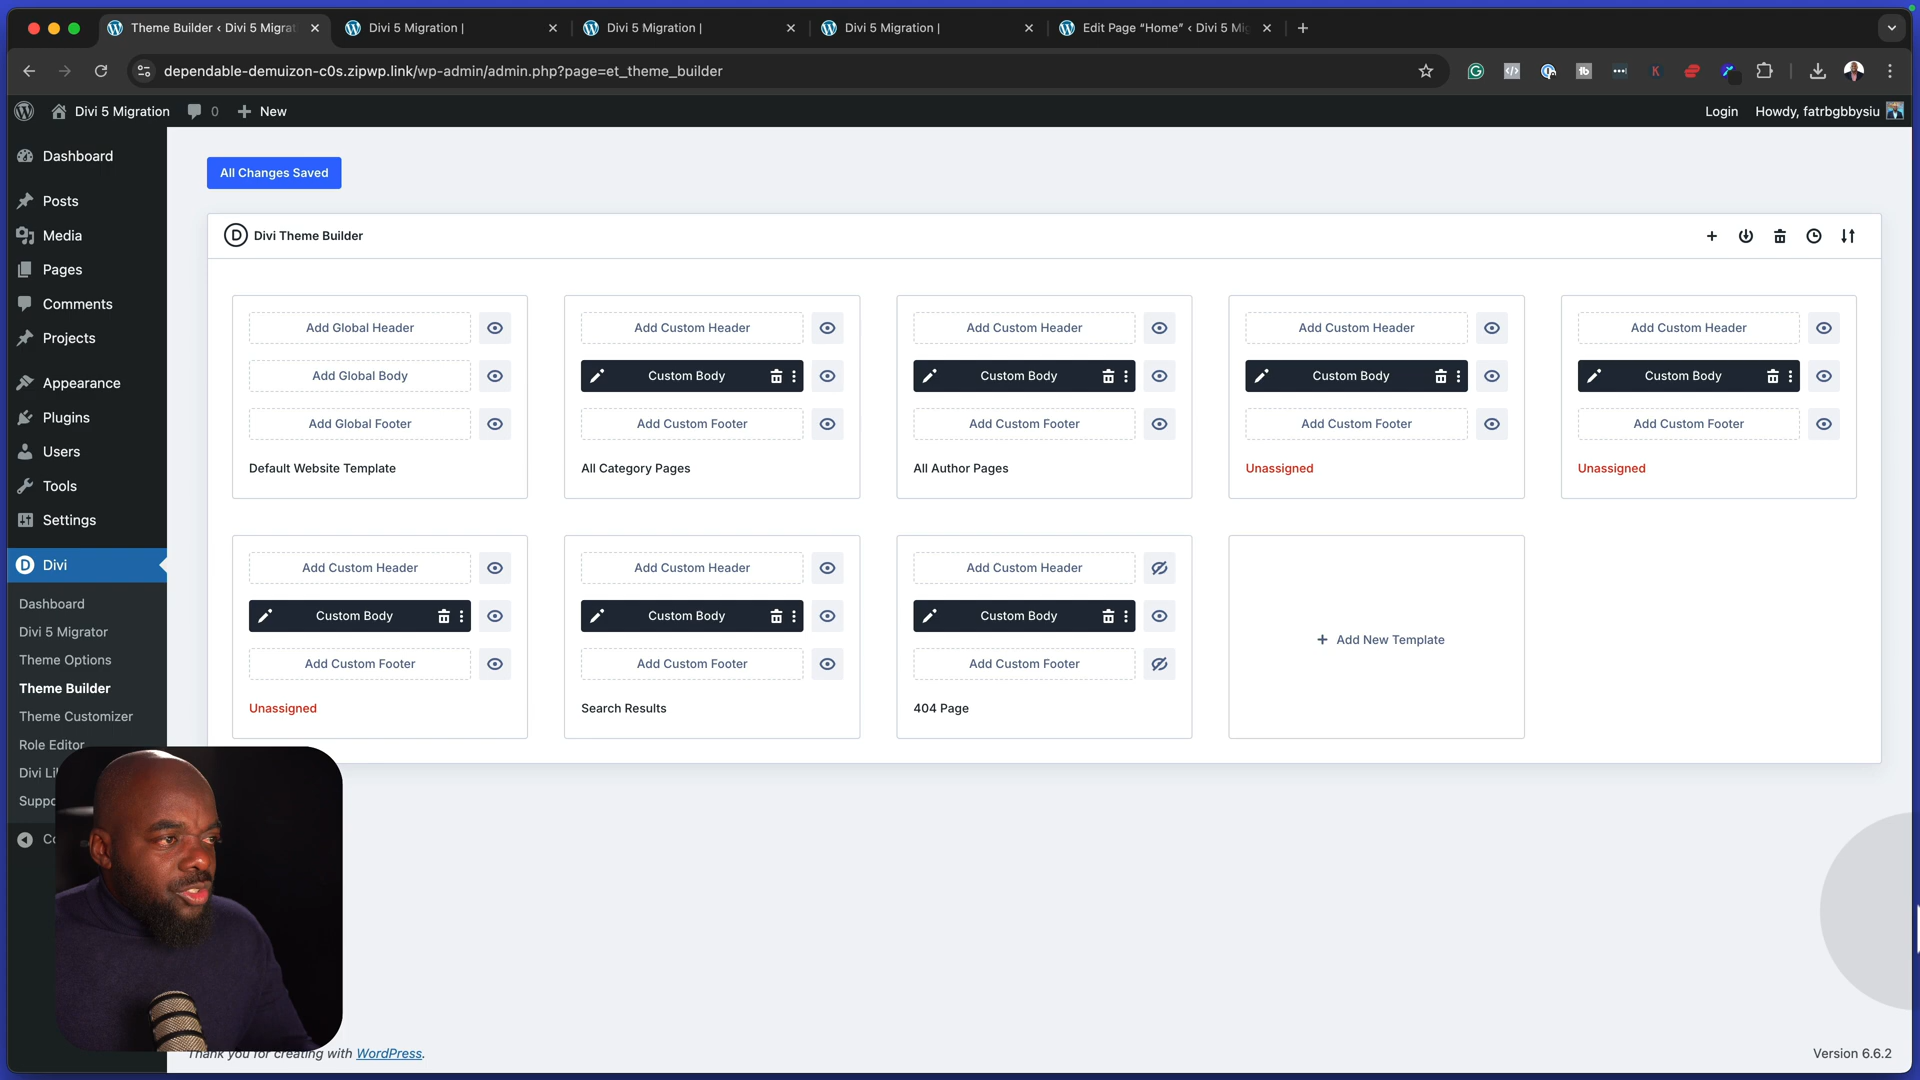 Theme Builder ‹ Divi 5 Migrat
Divi 5 Migration |
Divi 5 Migration |
Divi 5 Migration |
Edit Page “Home” ‹ Divi 5 Mig
dependable-demuizon-c0s.zipwp.link/wp-admin/admin.php?page=et_theme_builder
Divi 5 Migration
0
New
Login
Howdy, fatrbgbbysiu
Dashboard
Posts
Media
Pages
Comments
Projects
Appearance
Plugins
Users
Tools
Settings
Divi
Dashboard
Divi 5 Migrator
Theme Options
Theme Builder
Theme Customizer
Role Editor
Divi Li
Suppo
Co
All Changes Saved
Divi Theme Builder
Add Global Header
Add Global Body
Add Global Footer
Default Website Template
Add Custom Header
Custom Body
Add Custom Footer
All Category Pages
Add Custom Header
Custom Body
Add Custom Footer
All Author Pages
Add Custom Header
Custom Body
Add Custom Footer
Unassigned
Add Custom Header
Custom Body
Add Custom Footer
Unassigned
Add Custom Header
Custom Body
Add Custom Footer
Unassigned
Add Custom Header
Custom Body
Add Custom Footer
Search Results
Add Custom Header
Custom Body
Add Custom Footer
404 Page
Add New Template
Thank you for creating with WordPress.
Version 6.6.2